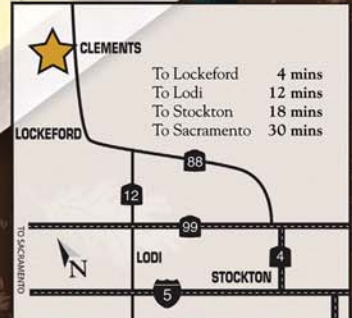 CLEMENTS
To Lockeford 4 mins
To Lodi 12 mins
To Stockton 18 mins
To Sacramento 30 mins
LOCKEFORD
88
12
99
TO SACRAMENTO
N
LODI
4
STOCKTON
5